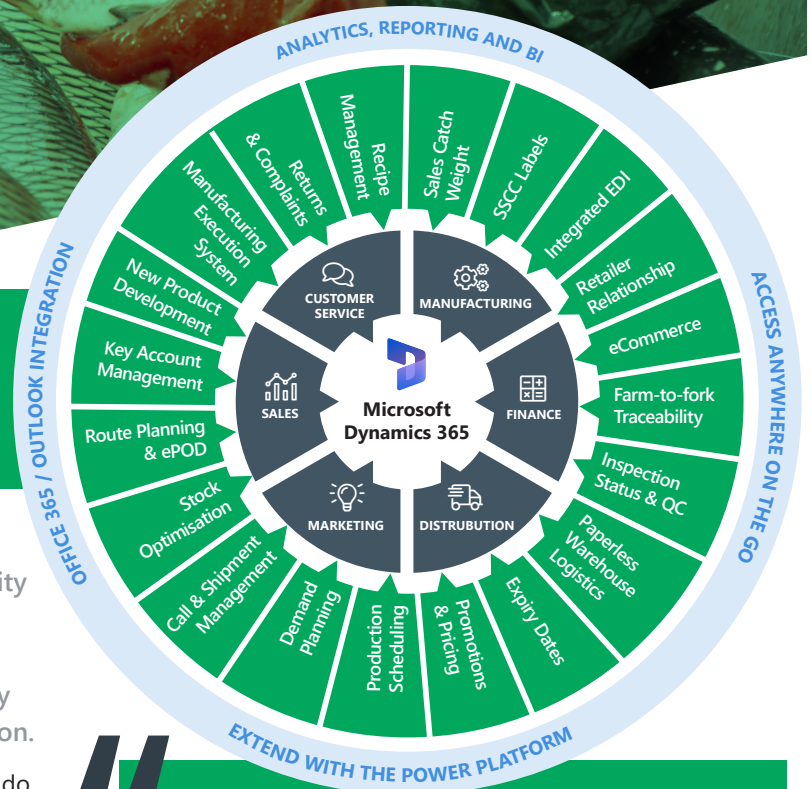 ANALYTICS, REPORTING AND BI
ACCESS ANYWHERE ON THE GO
EXTEND WITH THE POWER PLATFORM
OFFICE 365 / OUTLOOK INTEGRATION
Recipe
Management
Sales Catch
Weight
SSCC Labels
Integrated EDI
Retailer
Relationship
eCommerce
Farm-to-fork
Traceability
Inspection
Status & QC
Paperless
Warehouse
Logistics
Expiry Dates
Promotions
& Pricing
Production
Scheduling
Demand
Planning
Call & Shipment
Management
Stock
Optimisation
Route Planning
& ePOD
Key Account
Management
New Product
Development
Manufacturing
Execution
System
Returns
& Complaints
CUSTOMER
SERVICE
MANUFACTURING
FINANCE
DISTRUBUTION
MARKETING
SALES
Microsoft
Dynamics 365
ity
y
on.
do